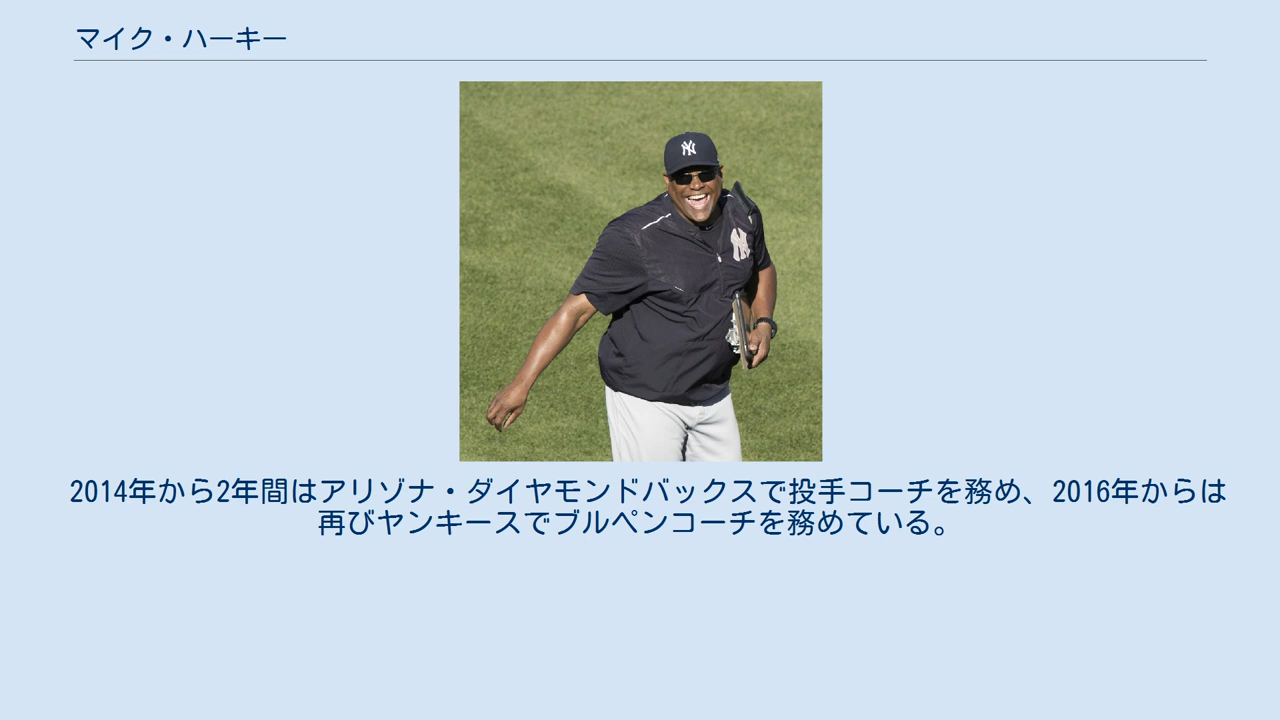 マイク・ハーキー
NY
NY
2014年から2年間はアリゾナ・ダイヤモンドバックスで投手コーチを務め、2016年からは
再びヤンキースでブルペンコーチを務めている。